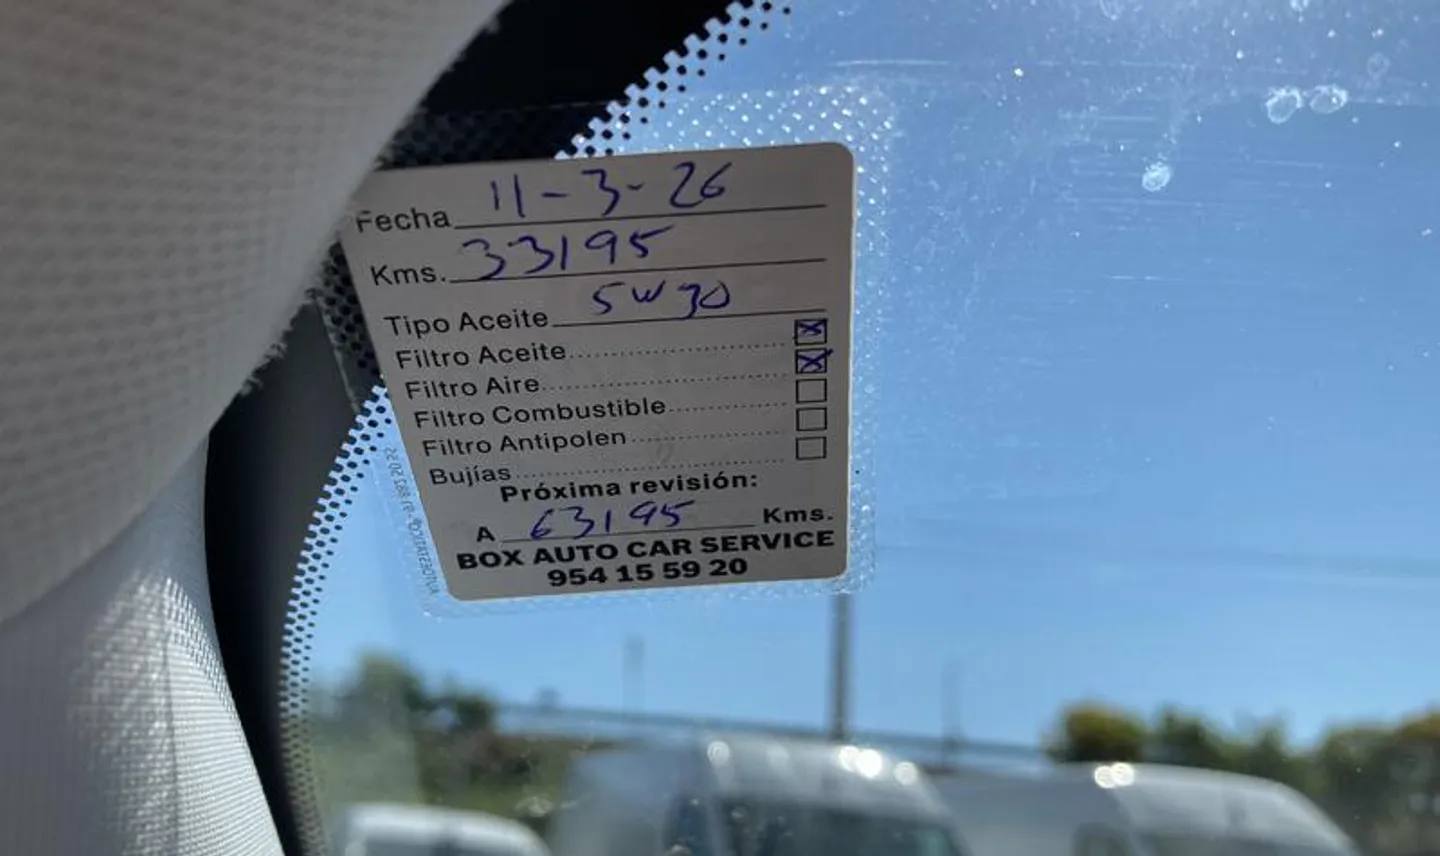 Fecha 11-3-26
Kms. 33195
Tipo Aceite 5W30
Filtro Aceite
Filtro Aire
Filtro Combustible
Filtro Antipolen
Bujías
Próxima revisión:
A 63195 Kms.
BOX AUTO CAR SERVICE
954 15 59 20